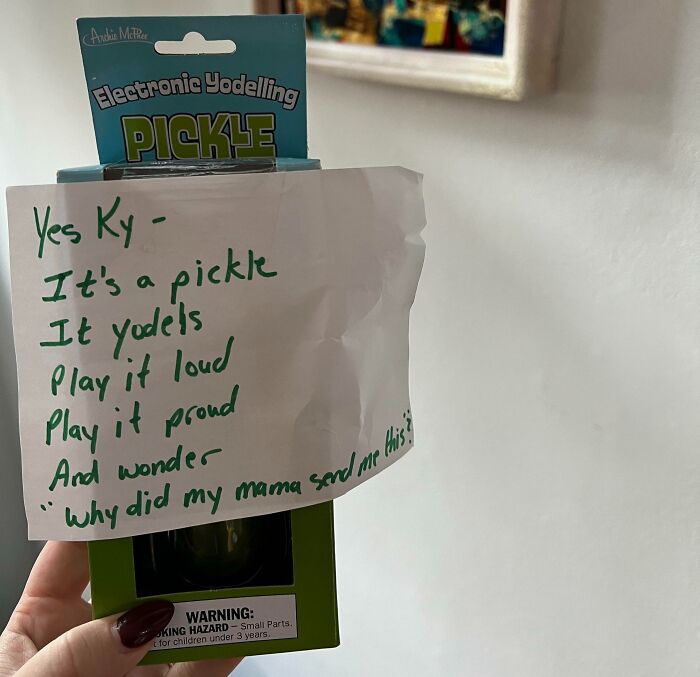 Archie McPhee
Electronic Yodelling
PICKLE
Yes Ky -
It's a pickle
It yodels
Play it loud
Play it proud
And wonder
"why did my mama send me this"?
WARNING:
KING HAZARD – Small Parts.
t for children under 3 years.